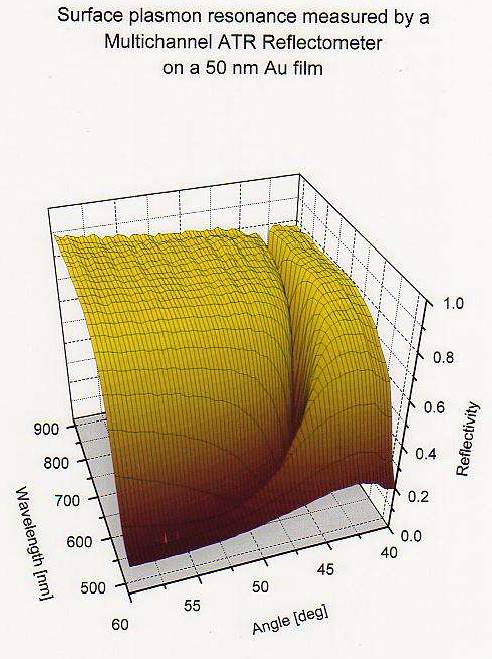 Surface plasmon resonance measured by a
Multichannel ATR Reflectometer
on a 50 nm Au film
1.0
0.8
0.6
0.4
0.2
0.0
Reflectivity
900
800
700
600
500
Wavelength [nm]
60
55
50
45
40
Angle [deg]